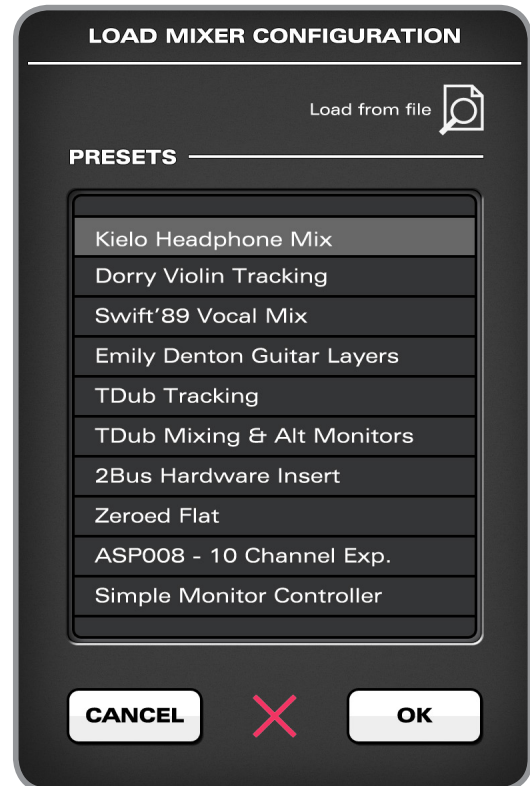 LOAD MIXER CONFIGURATION
Load from file
PRESETS
Kielo Headphone Mix
Dorry Violin Tracking
Swift'89 Vocal Mix
Emily Denton Guitar Layers
TDub Tracking
TDub Mixing & Alt Monitors
2Bus Hardware Insert
Zeroed Flat
ASP008 - 10 Channel Exp.
Simple Monitor Controller
CANCEL
OK